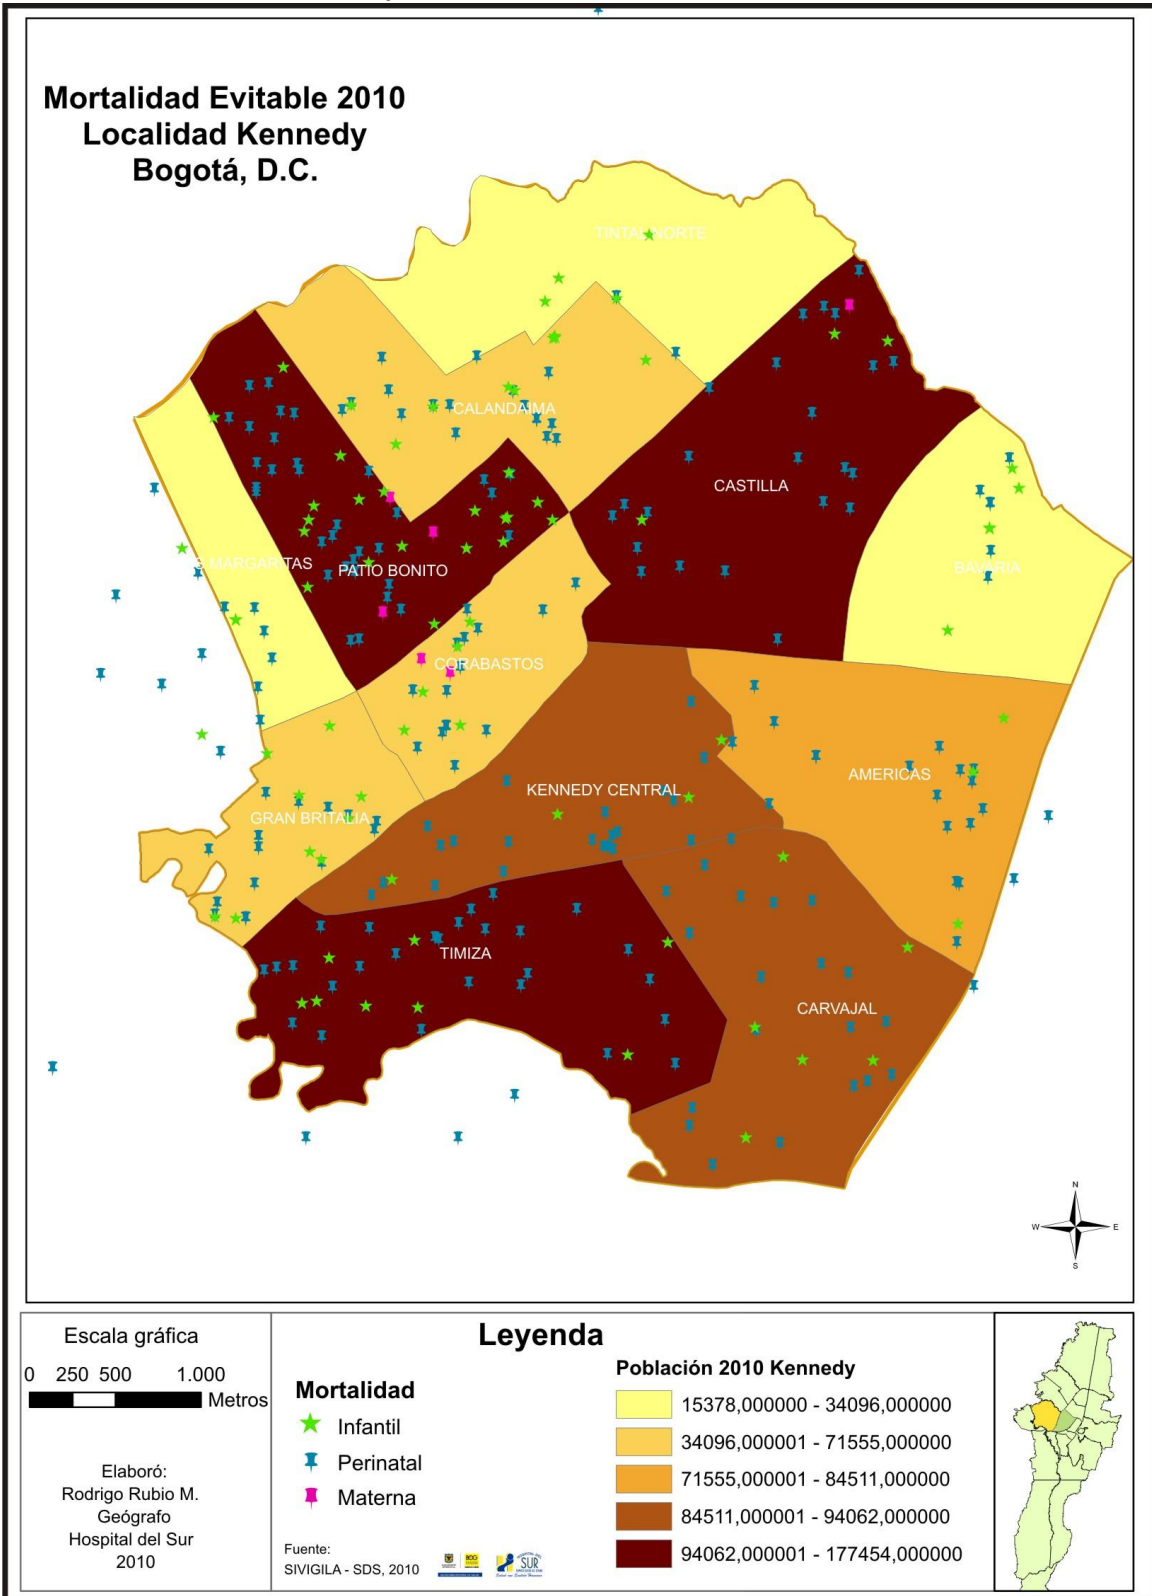 Mortalidad Evitable 2010
Localidad Kennedy
Bogotá, D.C.
TINTAL NORTE
CALANDAIMA
CASTILLA
BAVARIA
MARGARITAS
PATIO BONITO
CORABASTOS
AMERICAS
KENNEDY CENTRAL
GRAN BRITALIA
TIMIZA
CARVAJAL
N
W E
S
Escala gráfica
0 250 500 1.000
Metros
Elaboró:
Rodrigo Rubio M.
Geógrafo
Hospital del Sur
2010
Leyenda
Mortalidad
Infantil
Perinatal
Materna
Fuente:
SIVIGILA - SDS, 2010
SUR
Población 2010 Kennedy
15378,000000 - 34096,000000
34096,000001 - 71555,000000
71555,000001 - 84511,000000
84511,000001 - 94062,000000
94062,000001 - 177454,000000